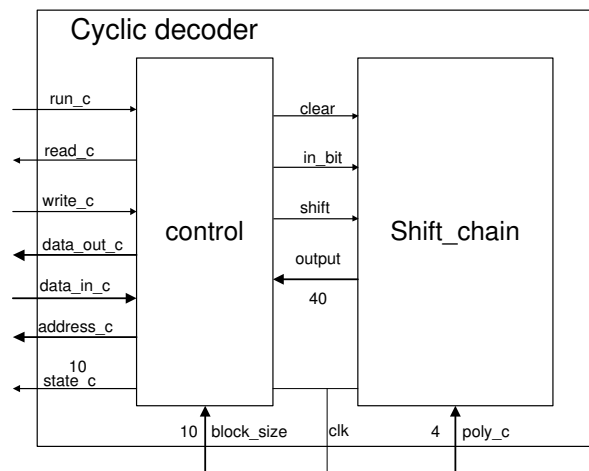 Cyclic decoder
run_c
read_c
write_c
data_out_c
data_in_c
address_c
10
state_c
control
clear
in_bit
shift
output
40
Shift_chain
10 block_size
clk
4 poly_c